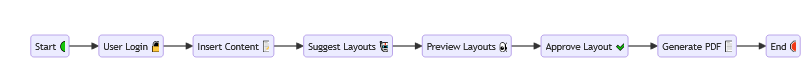 Start
User Login
Insert Content
Suggest Layouts
Preview Layouts
Approve Layout
Generate PDF
End